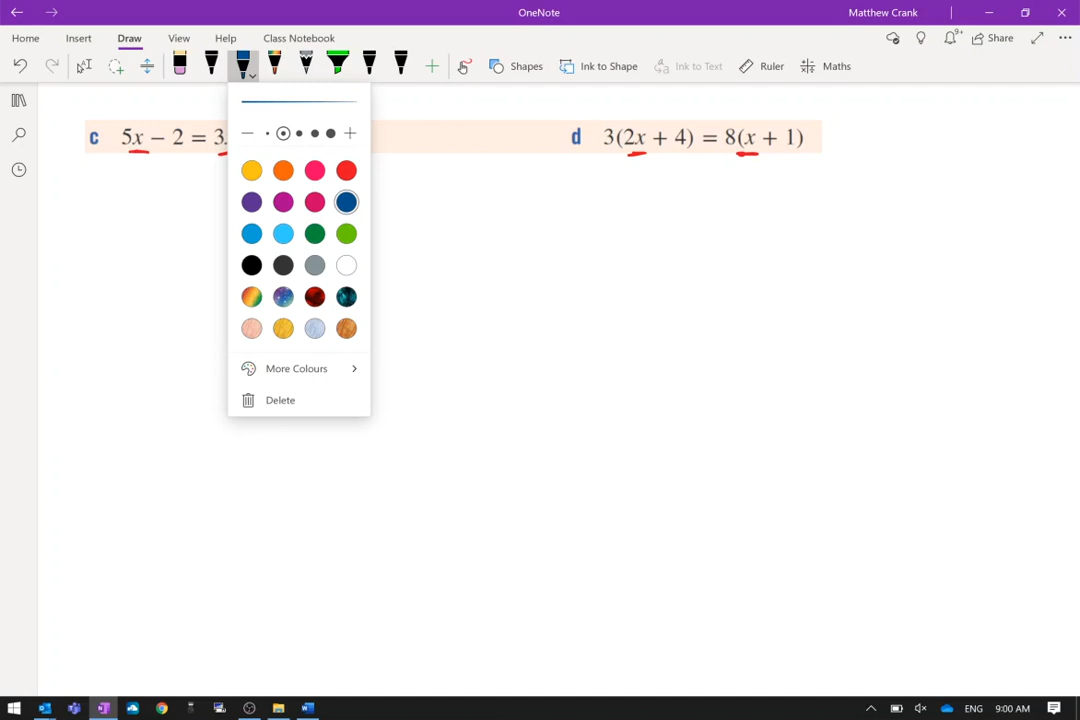 OneNote
Matthew Crank
Home Insert Draw View Help Class Notebook
9+ Share
Shapes Ink to Shape Ink to Text Ruler Maths
c 5x − 2 = 3
d 3(2x + 4) = 8(x + 1)
More Colours
Delete
ENG 9:00 AM